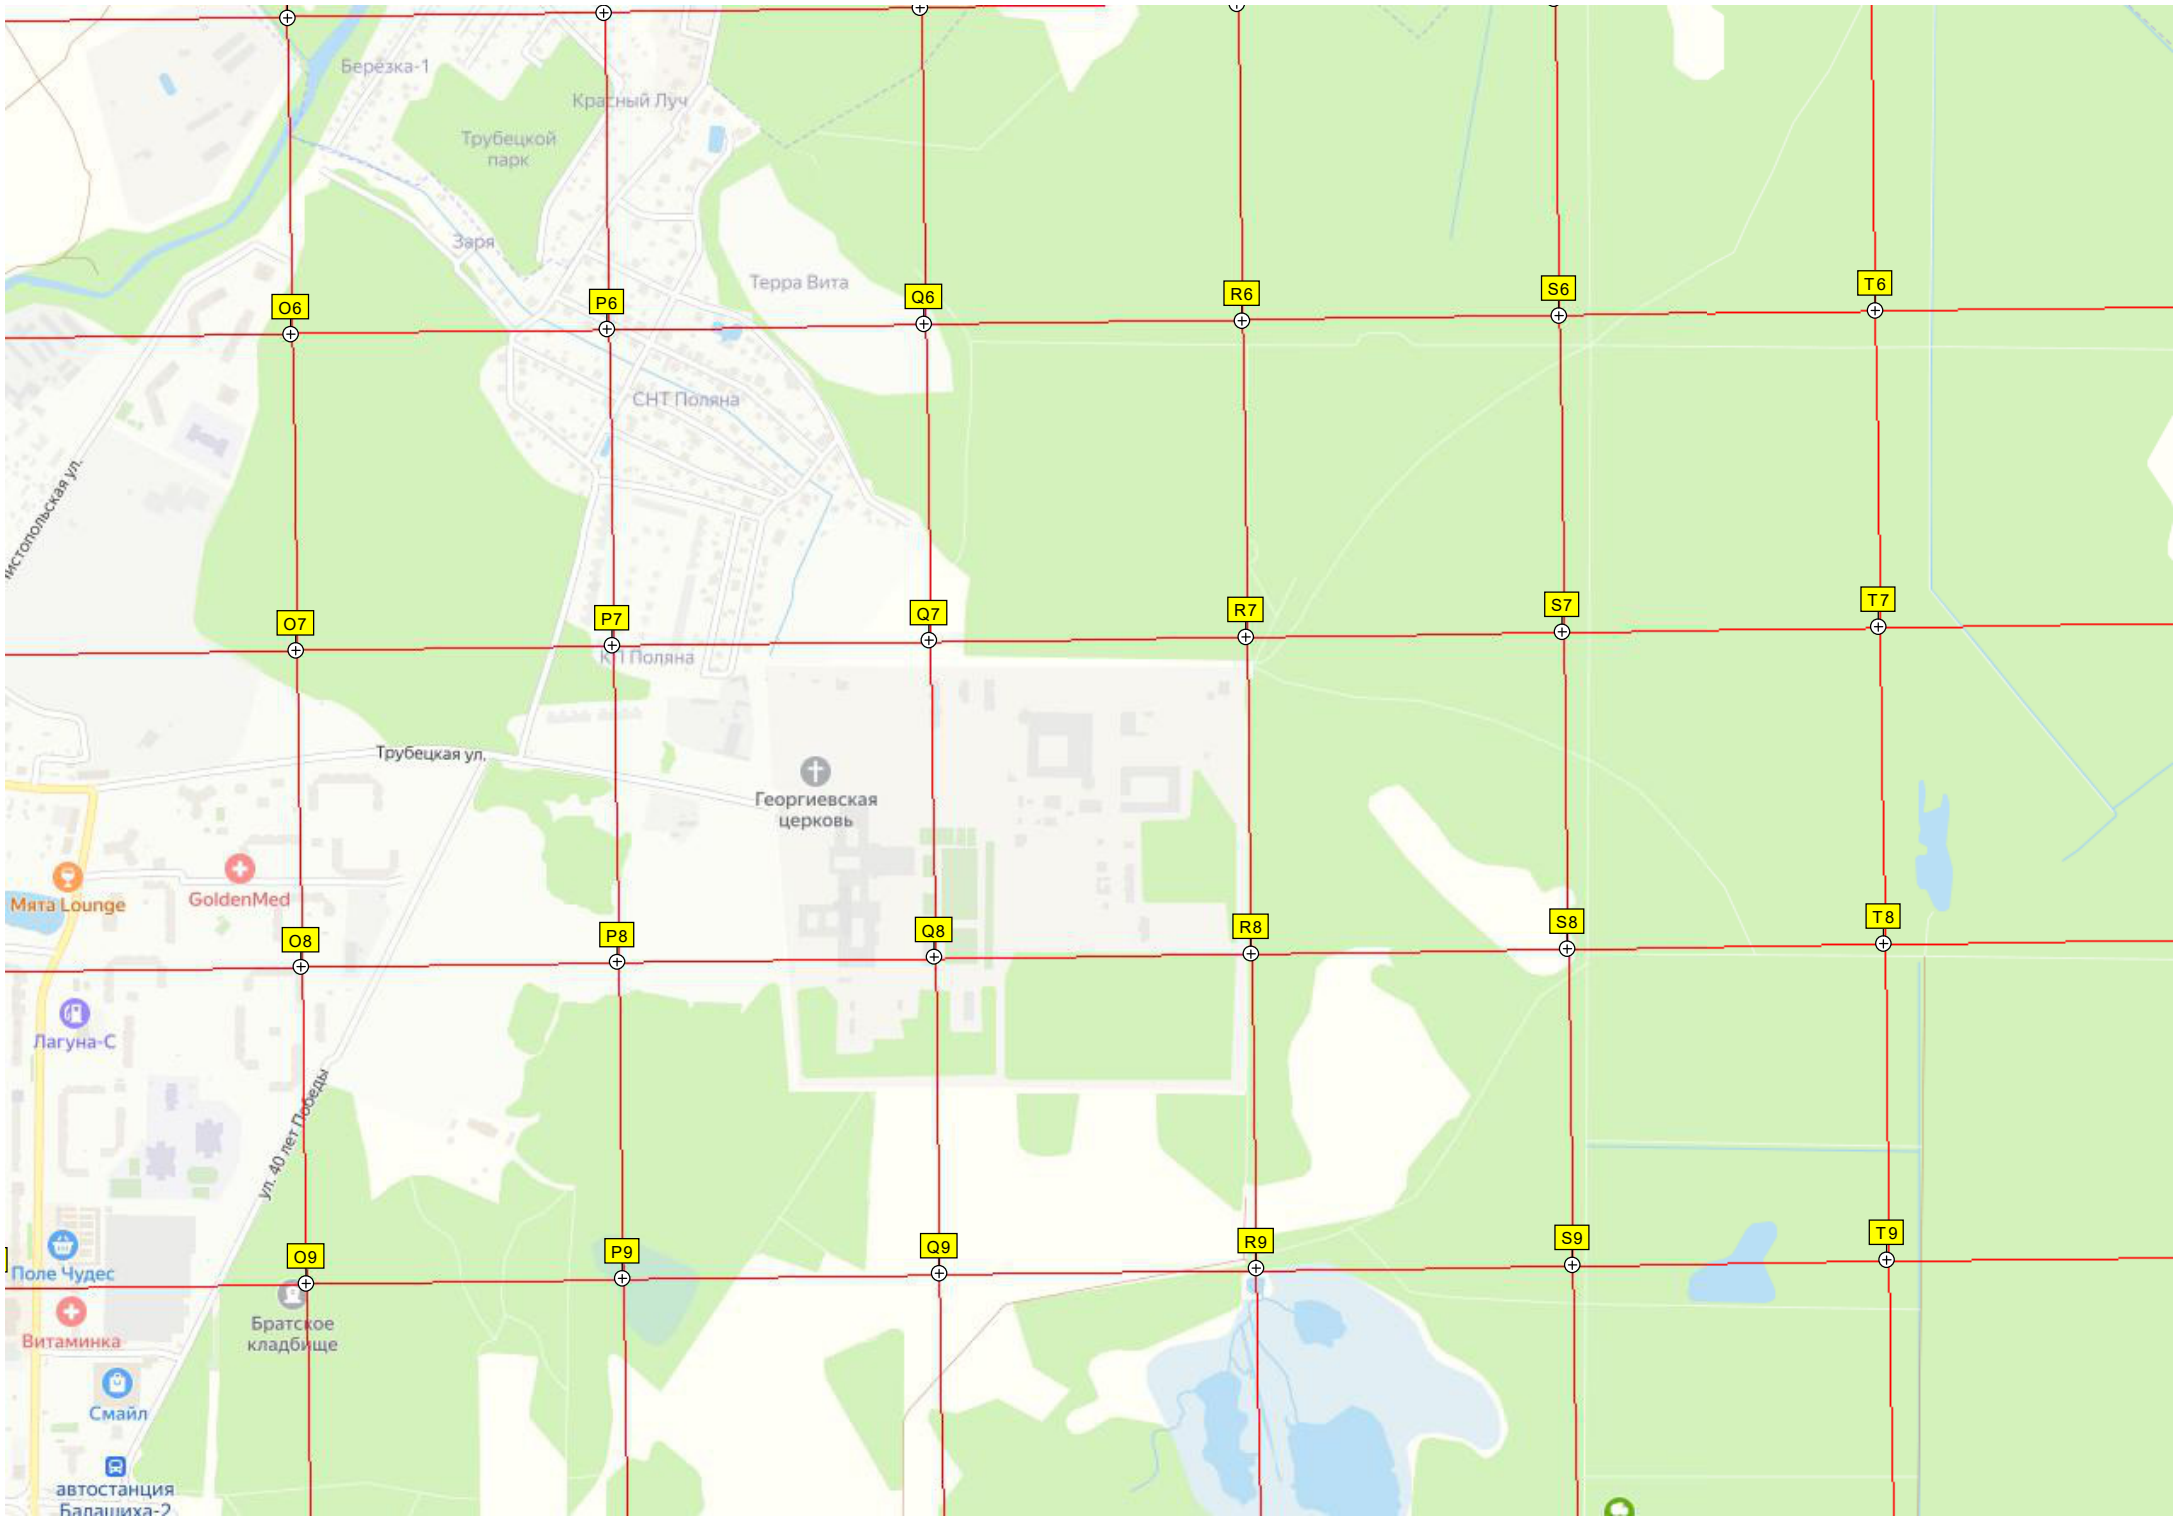 Берёзка-1
Красный Луч
Трубецкой
парк
Заря
Терра Вита
O6
P6
Q6
R6
S6
T6
СНТ Поляна
истопольская ул.
O7
P7
Q7
R7
S7
T7
КП Поляна
Трубецкая ул.
Георгиевская
церковь
Мята Lounge
GoldenMed
O8
P8
Q8
R8
S8
T8
Лагуна-С
ул. 40 лет Победы
Поле Чудес
O9
P9
Q9
R9
S9
T9
Братское
кладбище
Витаминка
Смайл
автостанция
Балашиха-2